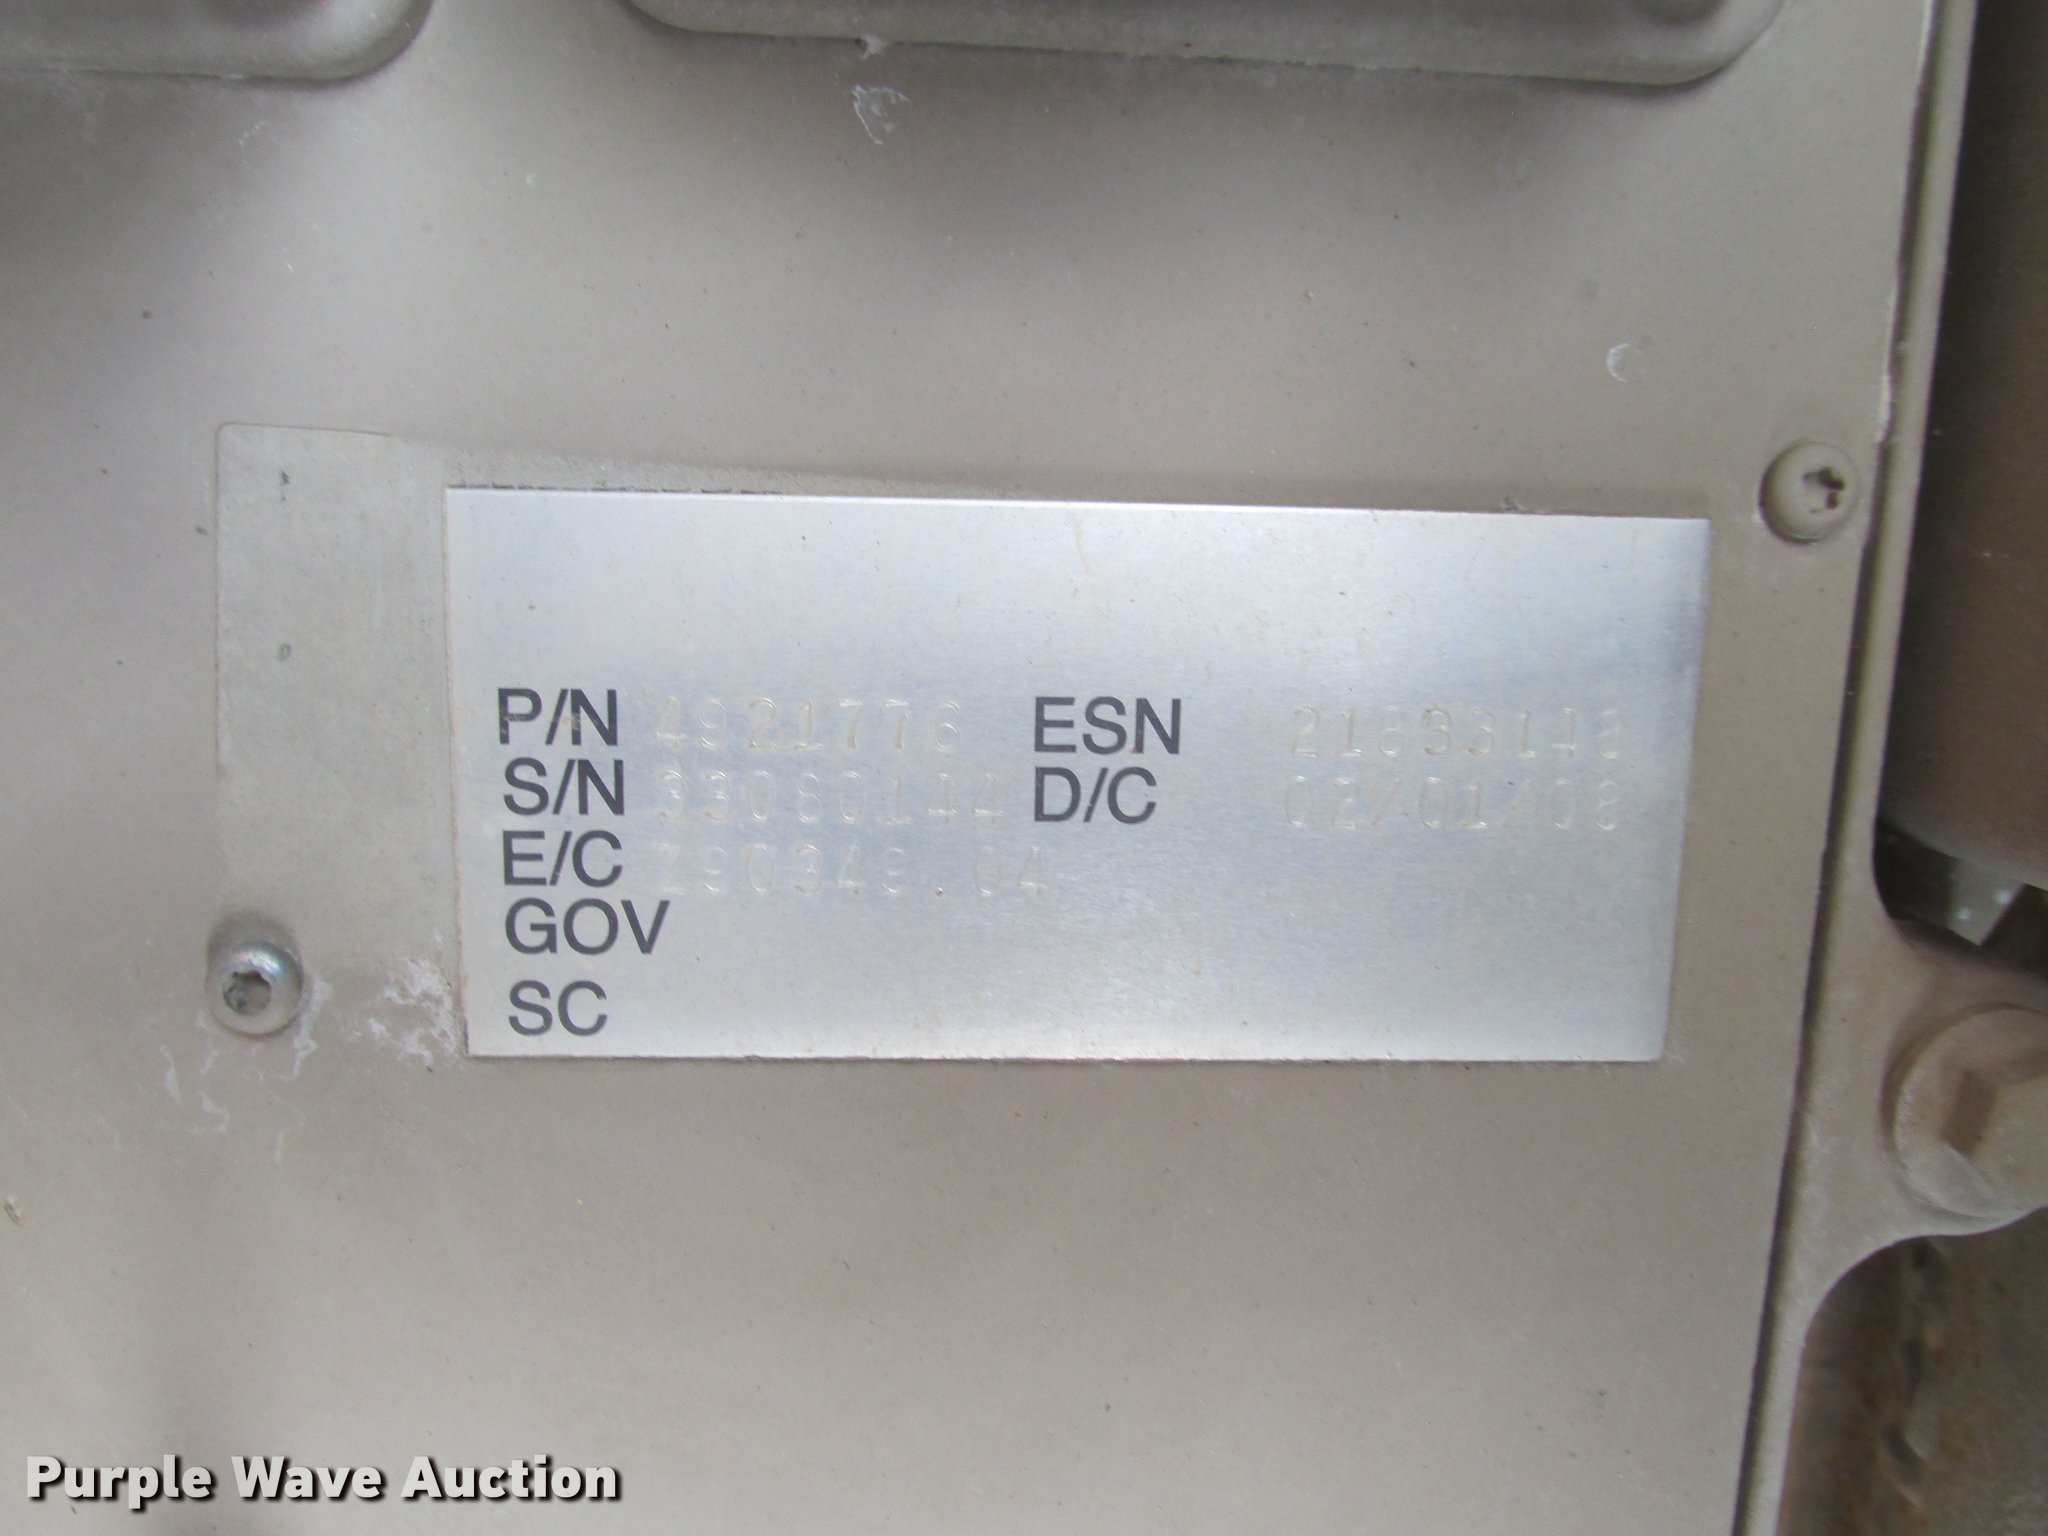 P/N 4921776 ESN 21833148
S/N 33080144 D/C 02/01/08
E/C Z90349.04
GOV
SC
Purple Wave Auction